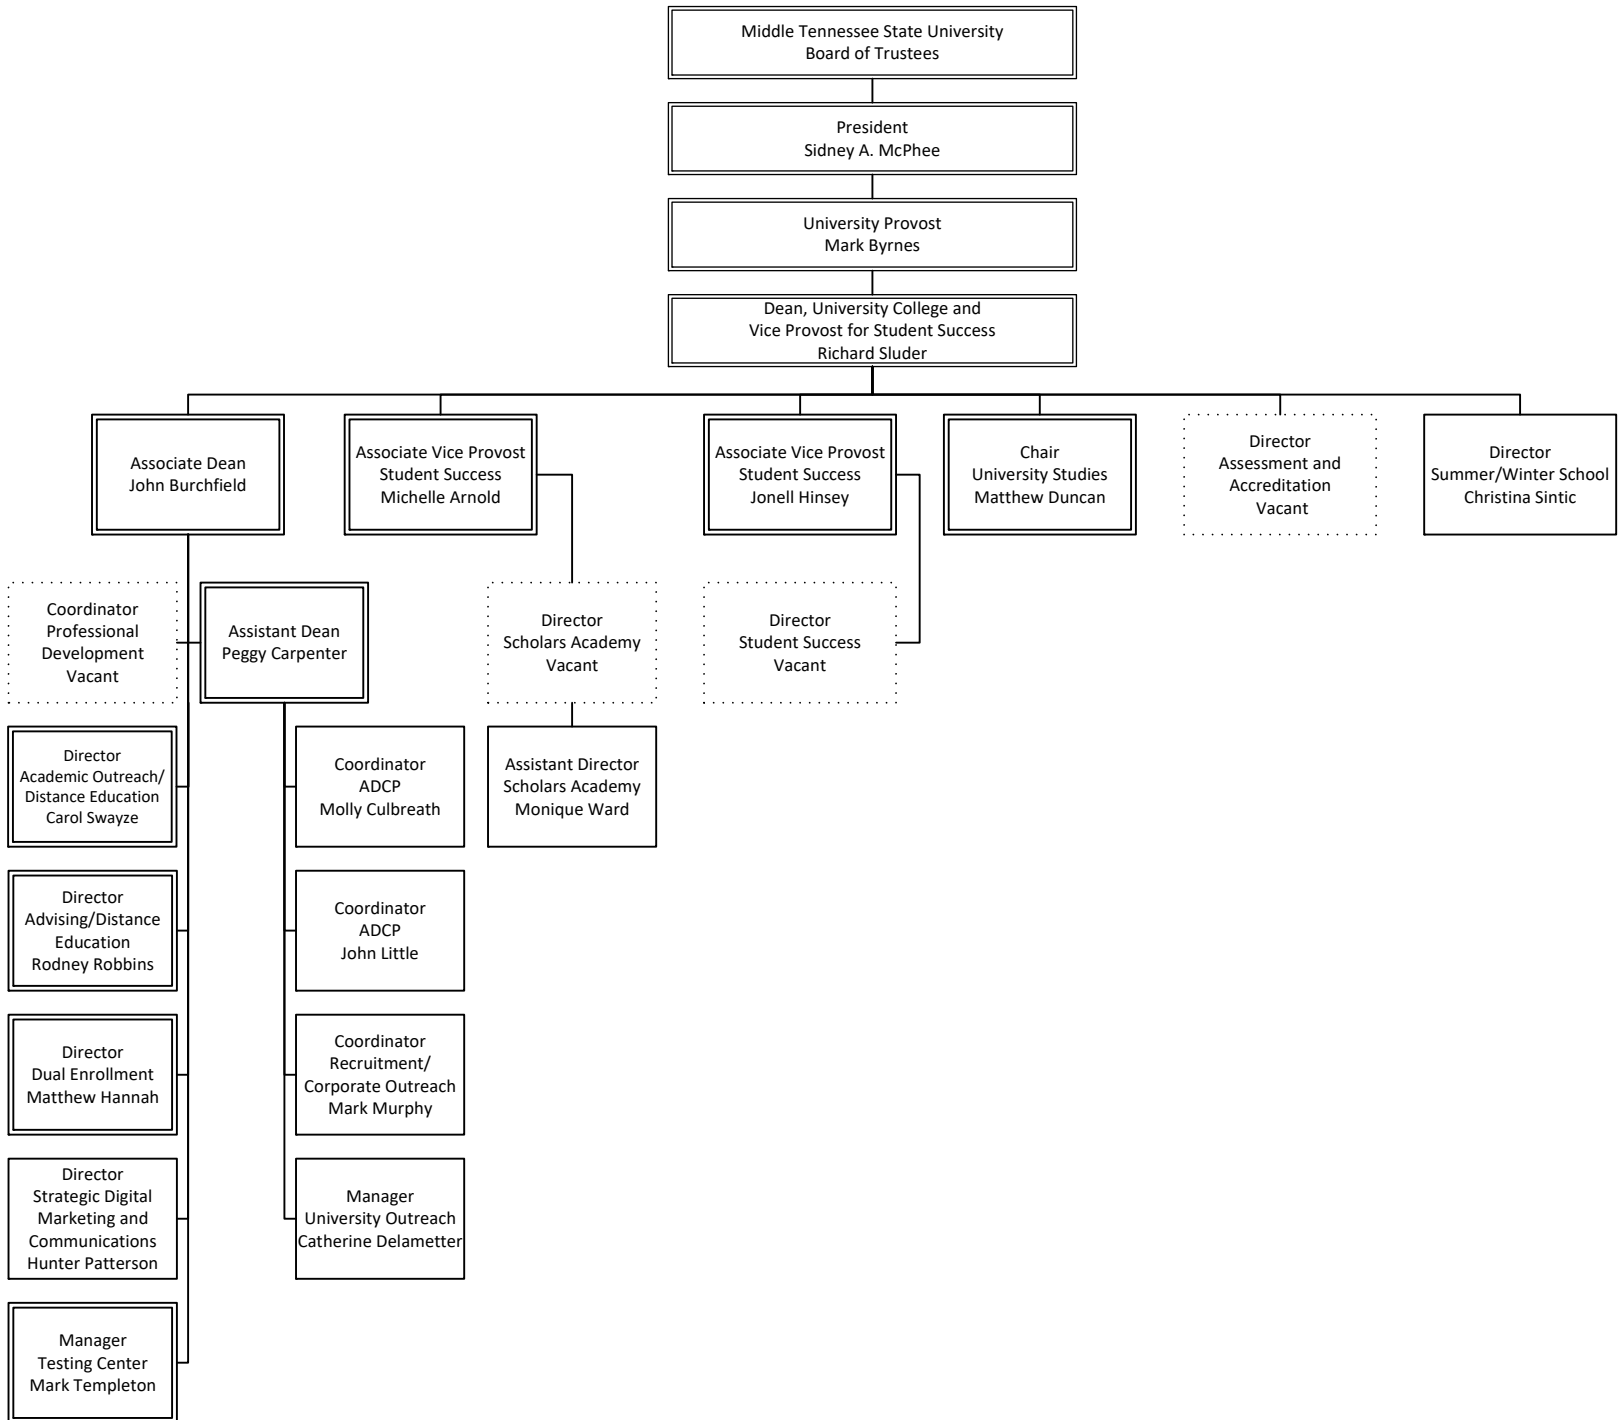 Middle Tennessee State University
Board of Trustees
President
Sidney A. McPhee
University Provost
Mark Byrnes
Dean, University College and
Vice Provost for Student Success
Richard Sluder
Associate Dean
John Burchfield
Associate Vice Provost
Student Success
Michelle Arnold
Associate Vice Provost
Student Success
Jonell Hinsey
Chair
University Studies
Matthew Duncan
Director
Assessment and
Accreditation
Vacant
Director
Summer/Winter School
Christina Sintic
Coordinator
Professional
Development
Vacant
Assistant Dean
Peggy Carpenter
Director
Scholars Academy
Vacant
Director
Student Success
Vacant
Director
Academic Outreach/
Distance Education
Carol Swayze
Coordinator
ADCP
Molly Culbreath
Assistant Director
Scholars Academy
Monique Ward
Director
Advising/Distance
Education
Rodney Robbins
Coordinator
ADCP
John Little
Director
Dual Enrollment
Matthew Hannah
Coordinator
Recruitment/
Corporate Outreach
Mark Murphy
Director
Strategic Digital
Marketing and
Communications
Hunter Patterson
Manager
University Outreach
Catherine Delametter
Manager
Testing Center
Mark Templeton